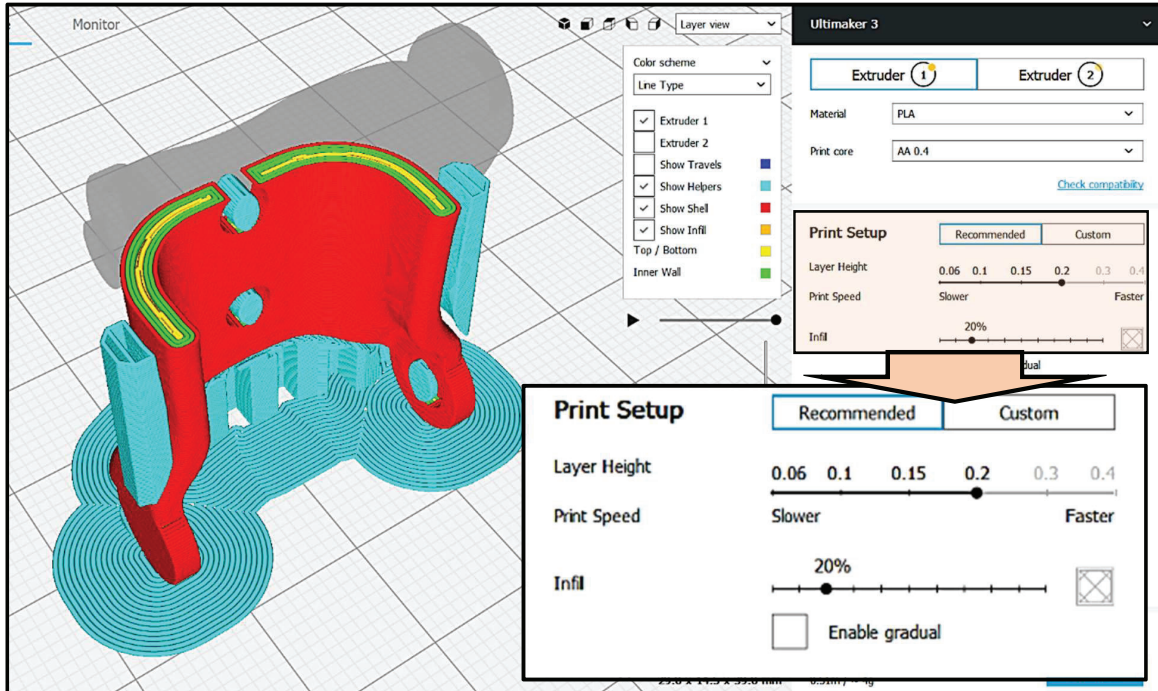 Monitor
Layer view
Ultimaker 3
Color scheme
Line Type
Extruder 1
Extruder 2
Show Travels
Show Helpers
Show Shell
Show Infill
Top / Bottom
Inner Wall
Extruder 1
Extruder 2
Material PLA
Print core AA 0.4
Check compatibility
Print Setup Recommended Custom
Layer Height 0.06 0.1 0.15 0.2 0.3 0.4
Print Speed Slower Faster
20%
Infill
Print Setup Recommended Custom
Layer Height 0.06 0.1 0.15 0.2 0.3 0.4
Print Speed Slower Faster
20%
Infill
Enable gradual